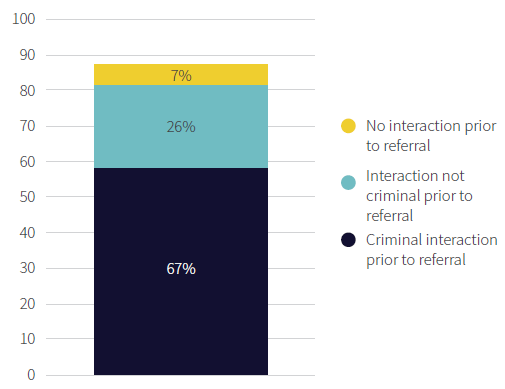 100
90
80
70
60
50
40
30
20
10
0
7%
26%
67%
No interaction prior
to referral
Interaction not
criminal prior to
referral
Criminal interaction
prior to referral